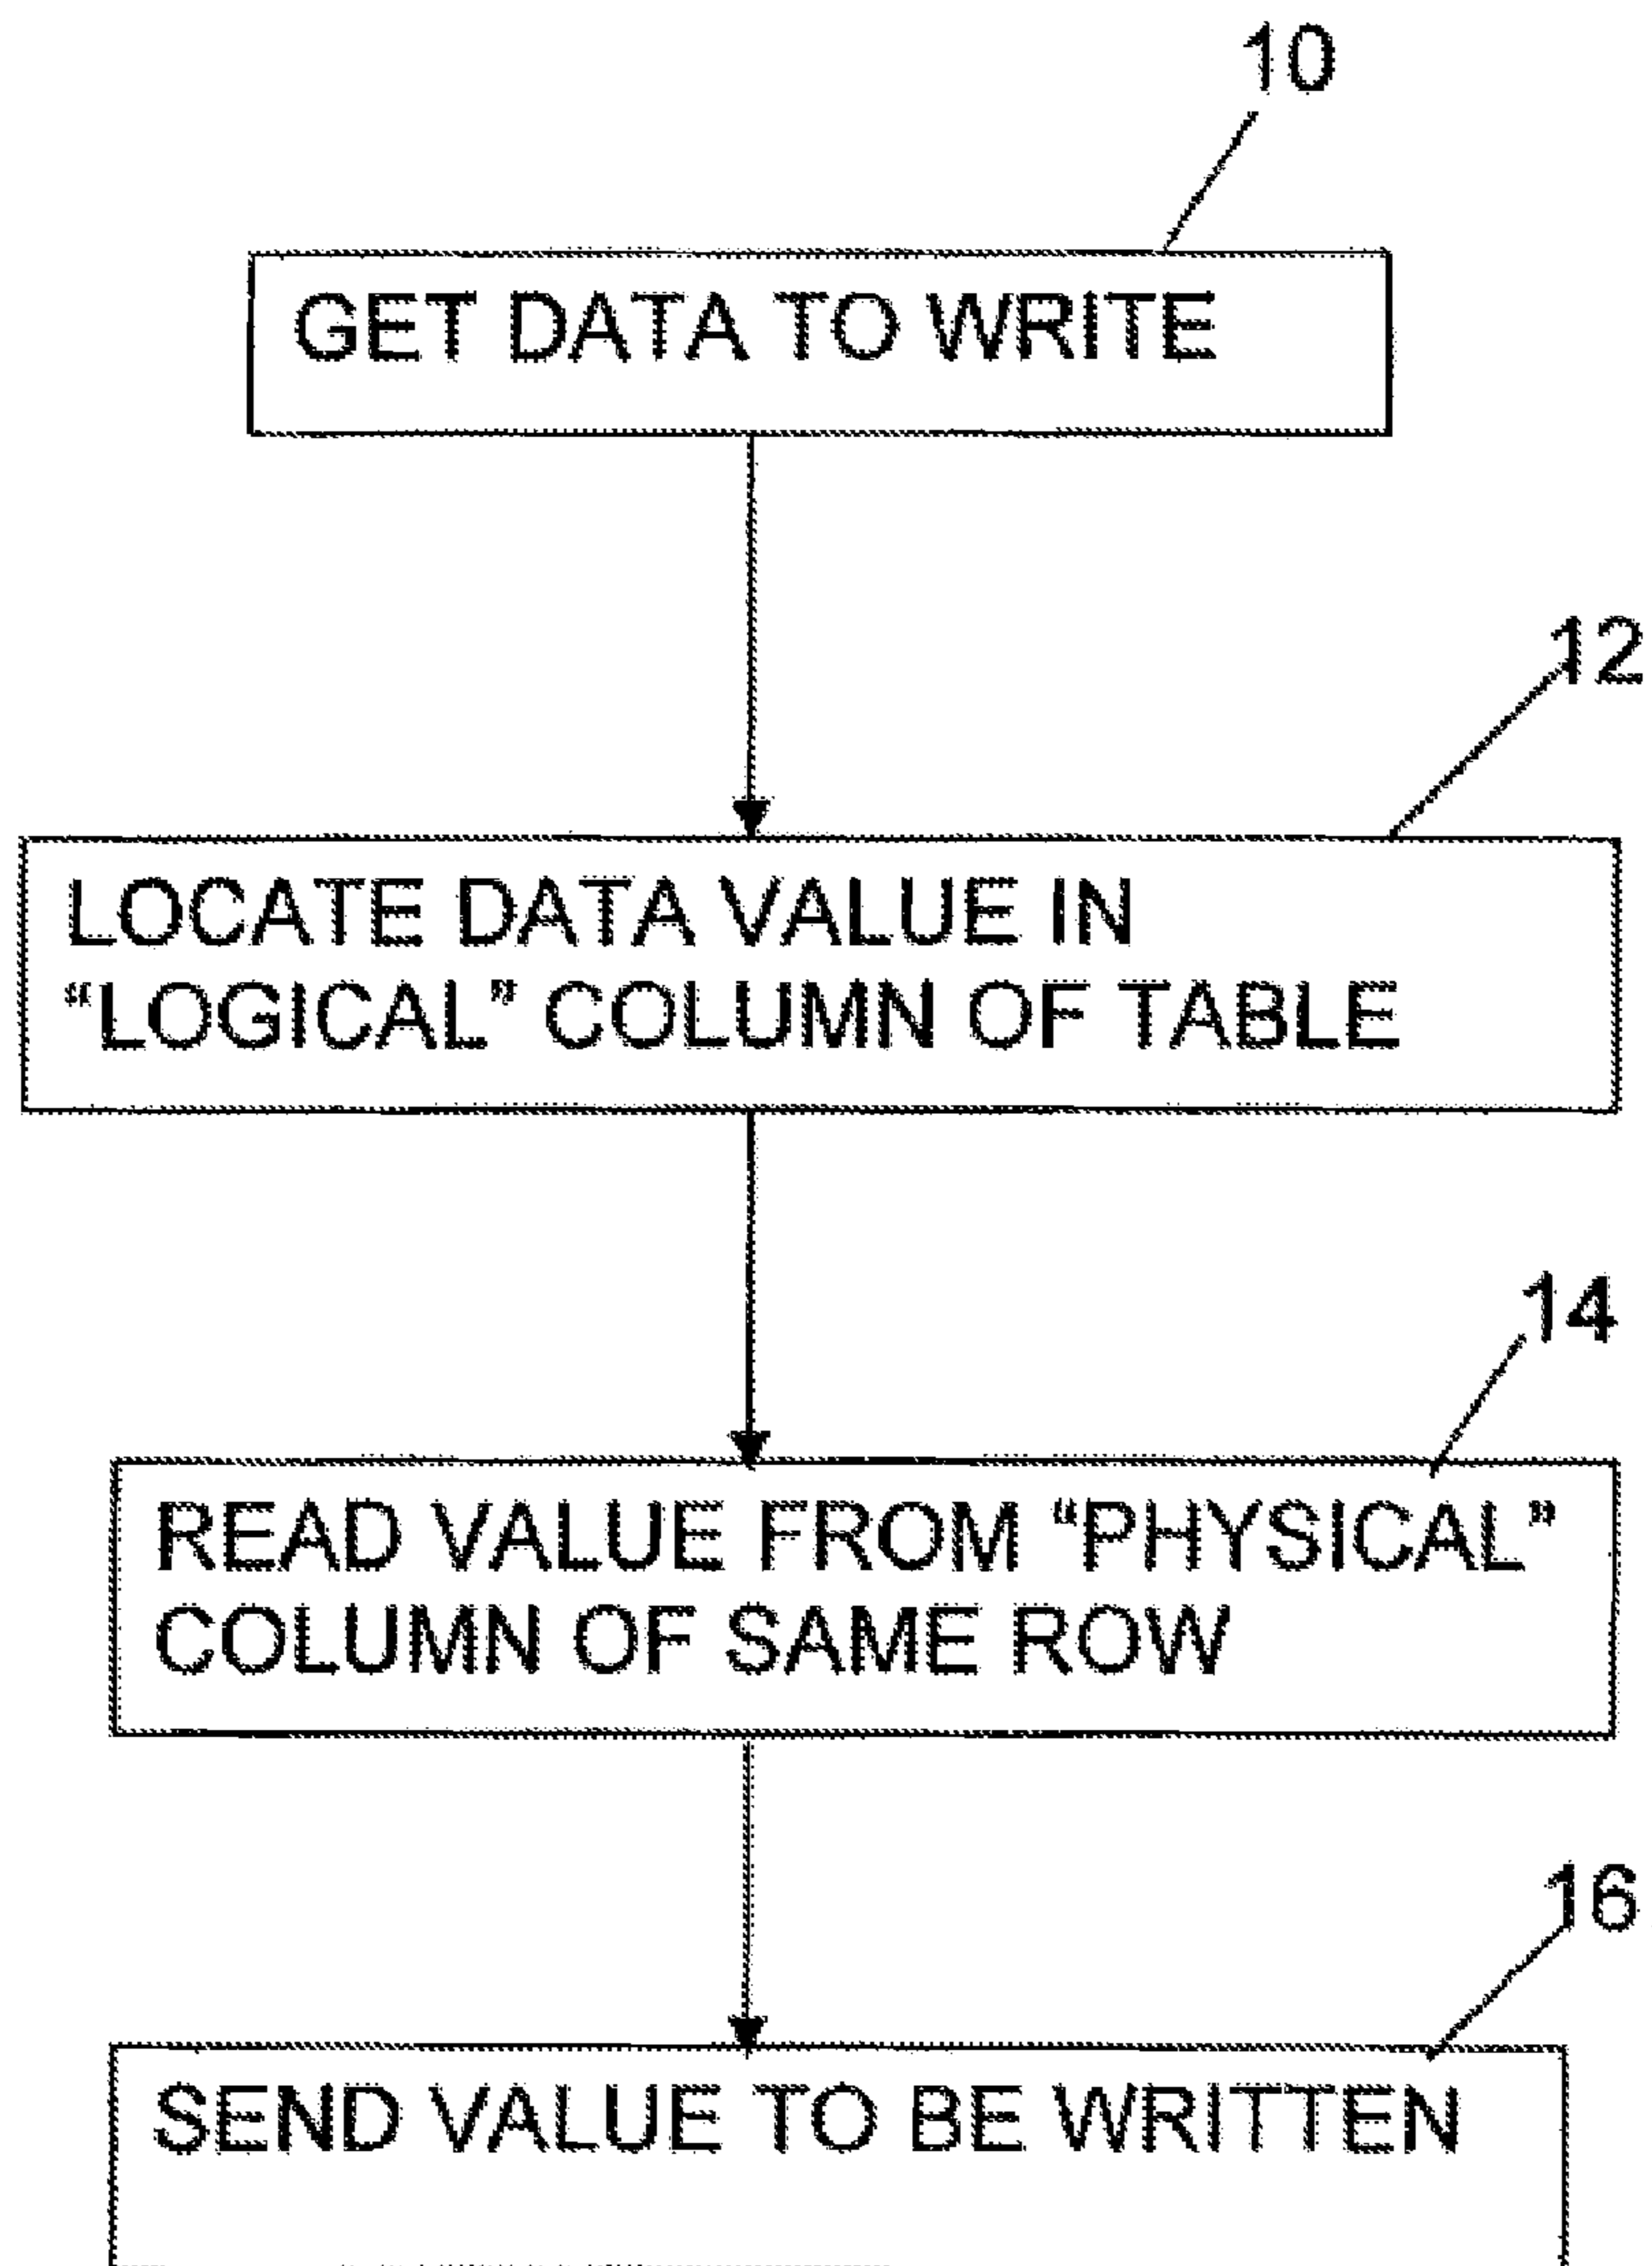 10
GET DATA TO WRITE
12
LOCATE DATA VALUE IN
“LOGICAL” COLUMN OF TABLE
14
READ VALUE FROM “PHYSICAL”
COLUMN OF SAME ROW
16
SEND VALUE TO BE WRITTEN